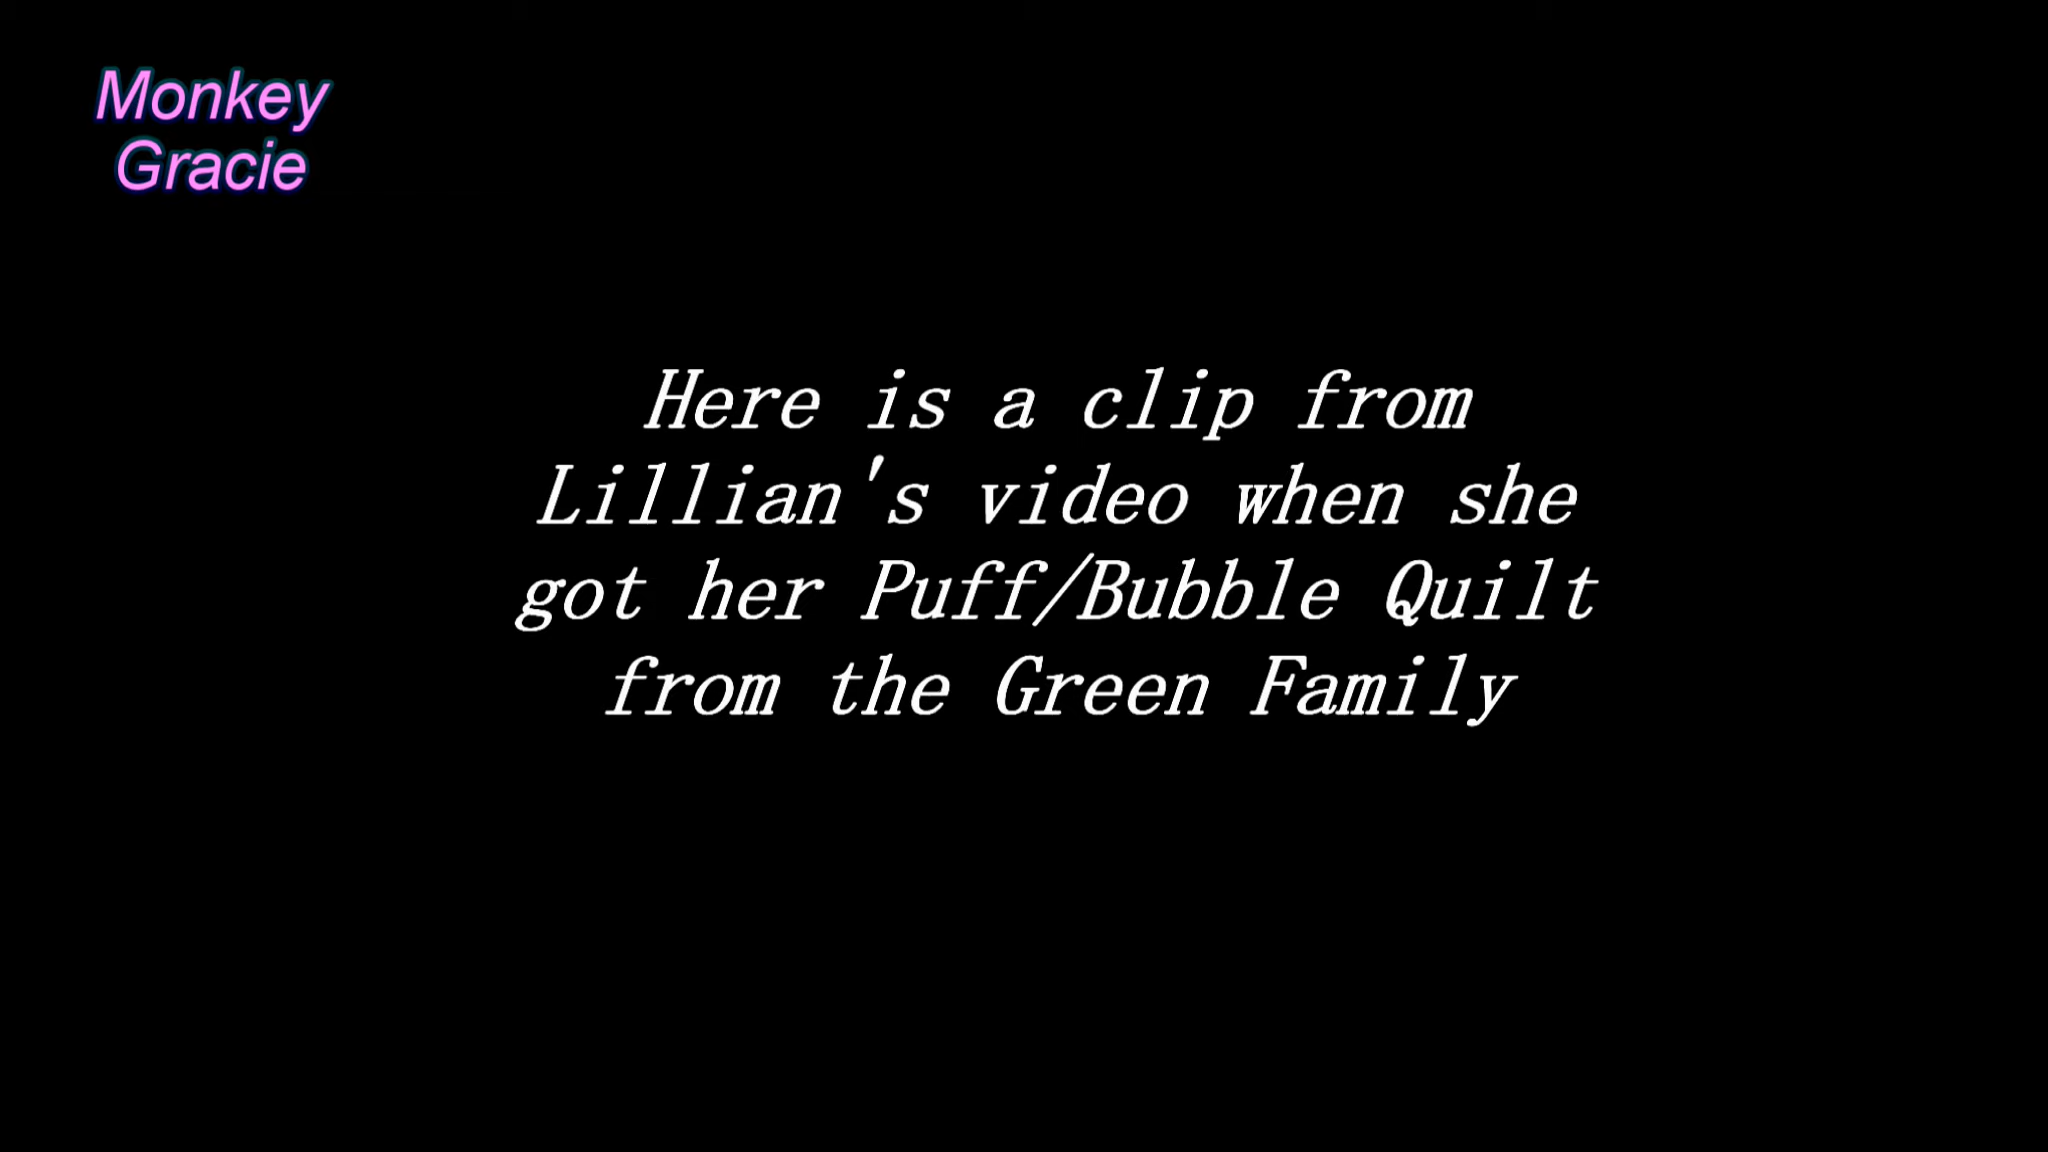 Monkey
Gracie
Here is a clip from
Lillian's video when she
got her Puff/Bubble Quilt
from the Green Family